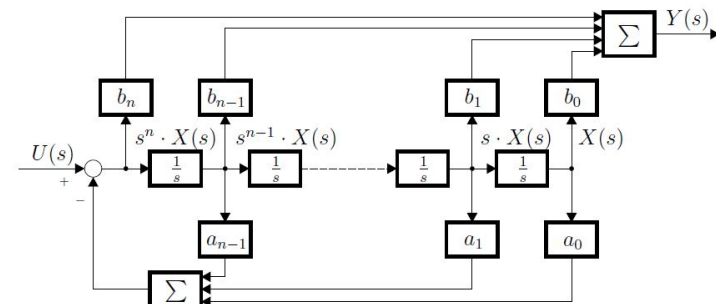 Σ
Y(s)
b_n
b_{n-1}
b_1
b_0
s^n · X(s)
s^{n-1} · X(s)
s · X(s)
X(s)
U(s)
+
−
1/s
1/s
1/s
1/s
a_{n-1}
a_1
a_0
Σ